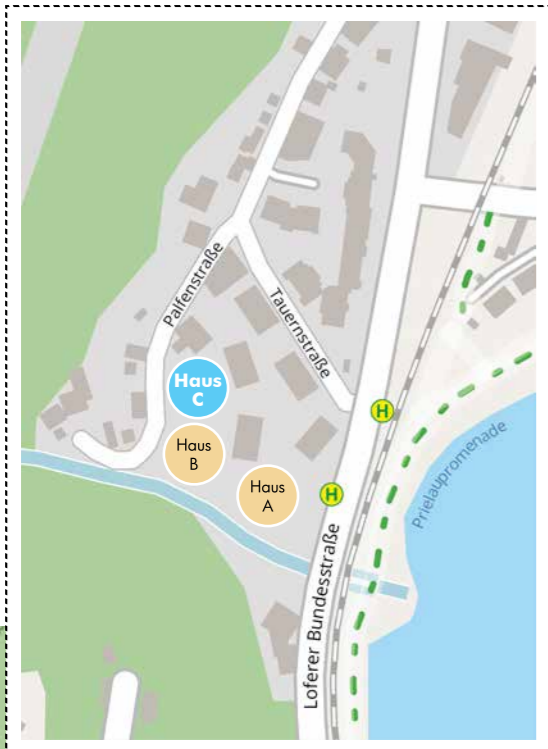 Palfenstraße
Tauernstraße
Haus
C
Haus
B
Haus
A
H
H
Prielaupromenade
Loferer Bundesstraße